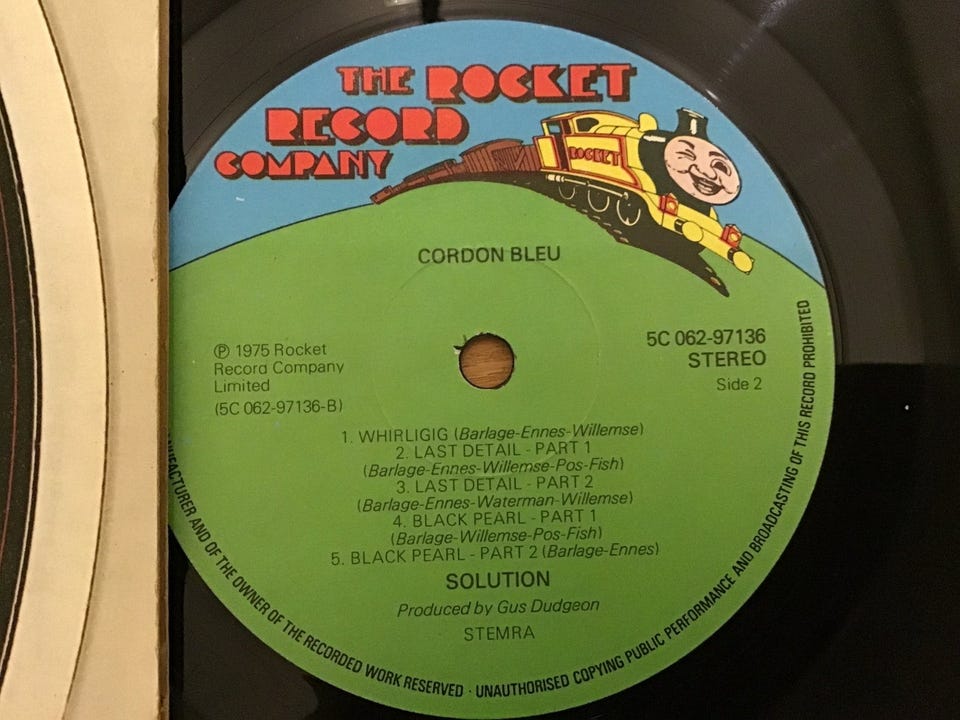 THE ROCKET
RECORD
COMPANY
ROCKET
CORDON BLEU
℗ 1975 Rocket
Record Company
Limited
(5C 062-97136-B)
5C 062-97136
STEREO
Side 2
1. WHIRLIGIG (Barlage-Ennes-Willemse)
2. LAST DETAIL - PART 1
(Barlage-Ennes-Willemse-Pos-Fish)
3. LAST DETAIL - PART 2
(Barlage-Ennes-Waterman-Willemse)
4. BLACK PEARL - PART 1
(Barlage-Willemse-Pos-Fish)
5. BLACK PEARL - PART 2 (Barlage-Ennes)
SOLUTION
Produced by Gus Dudgeon
STEMRA
AND OF THE OWNER OF THE RECORDED WORK RESERVED · UNAUTHORISED COPYING PUBLIC PERFORMANCE AND BROADCASTING OF THIS RECORD PROHIBITED